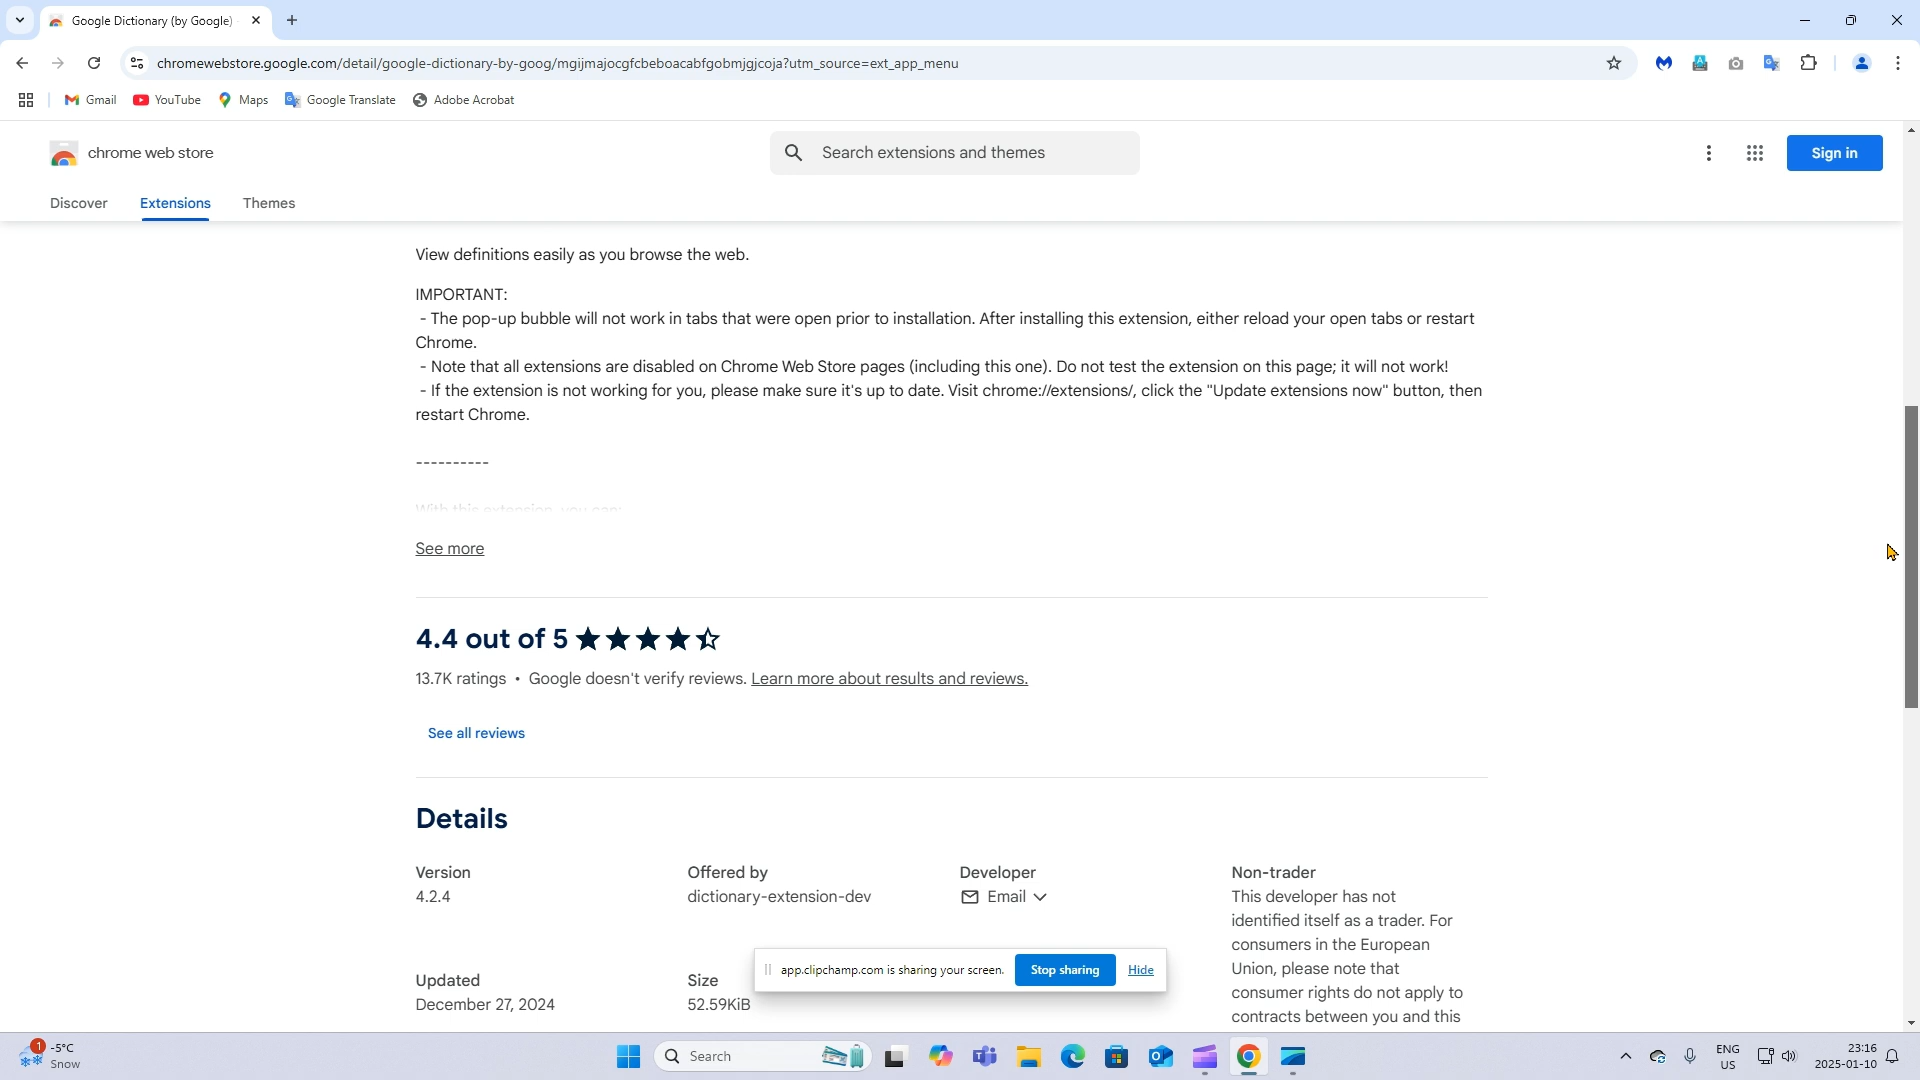 Google Dictionary (by Google)
chromewebstore.google.com/detail/google-dictionary-by-goog/mgijmajocgfcbeboacabfgobmjgjcoja?utm_source=ext_app_menu
Gmail YouTube Maps Google Translate Adobe Acrobat
chrome web store
Search extensions and themes
Sign in
Discover Extensions Themes
View definitions easily as you browse the web.
IMPORTANT:
- The pop-up bubble will not work in tabs that were open prior to installation. After installing this extension, either reload your open tabs or restart
Chrome.
- Note that all extensions are disabled on Chrome Web Store pages (including this one). Do not test the extension on this page; it will not work!
- If the extension is not working for you, please make sure it's up to date. Visit chrome://extensions/, click the "Update extensions now" button, then
restart Chrome.
----------
With this extension, you can:
See more
4.4 out of 5
13.7K ratings • Google doesn't verify reviews. Learn more about results and reviews.
See all reviews
Details
Version
4.2.4
Offered by
dictionary-extension-dev
Developer
Email
Non-trader
This developer has not
identified itself as a trader. For
consumers in the European
Union, please note that
consumer rights do not apply to
contracts between you and this
Updated
December 27, 2024
Size
52.59KiB
app.clipchamp.com is sharing your screen. Stop sharing Hide
1
-5°C
Snow
Search
ENG
US
23:16
2025-01-10